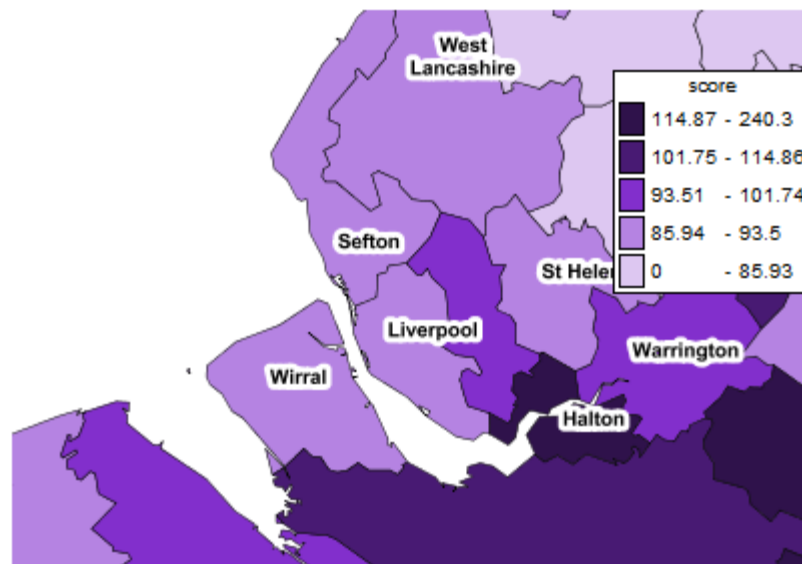 West
Lancashire
score
114.87 - 240.3
101.75 - 114.86
93.51 - 101.74
85.94 - 93.5
0 - 85.93
Sefton
St Helen
Liverpool
Warrington
Wirral
Halton